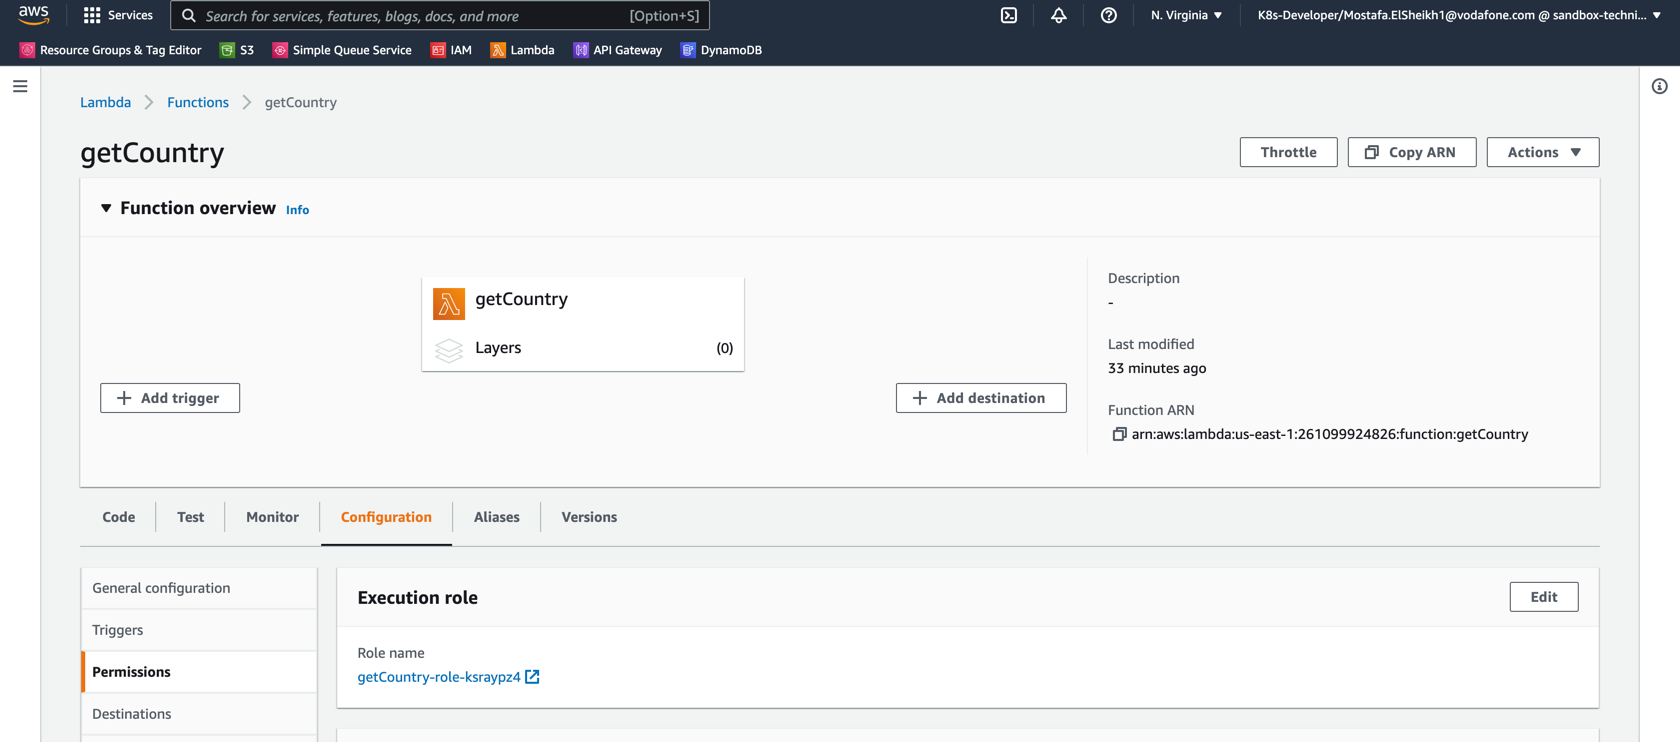 aws Services Search for services, features, blogs, docs, and more [Option+S] N. Virginia K8s-Developer/Mostafa.ElSheikh1@vodafone.com @ sandbox-techni...
Resource Groups & Tag Editor S3 Simple Queue Service IAM Lambda API Gateway DynamoDB
Lambda Functions getCountry
getCountry
Throttle Copy ARN Actions
Function overview Info
getCountry
Layers (0)
Add trigger
Add destination
Description
-
Last modified
33 minutes ago
Function ARN
arn:aws:lambda:us-east-1:261099924826:function:getCountry
Code Test Monitor Configuration Aliases Versions
General configuration
Triggers
Permissions
Destinations
Execution role
Edit
Role name
getCountry-role-ksraypz4